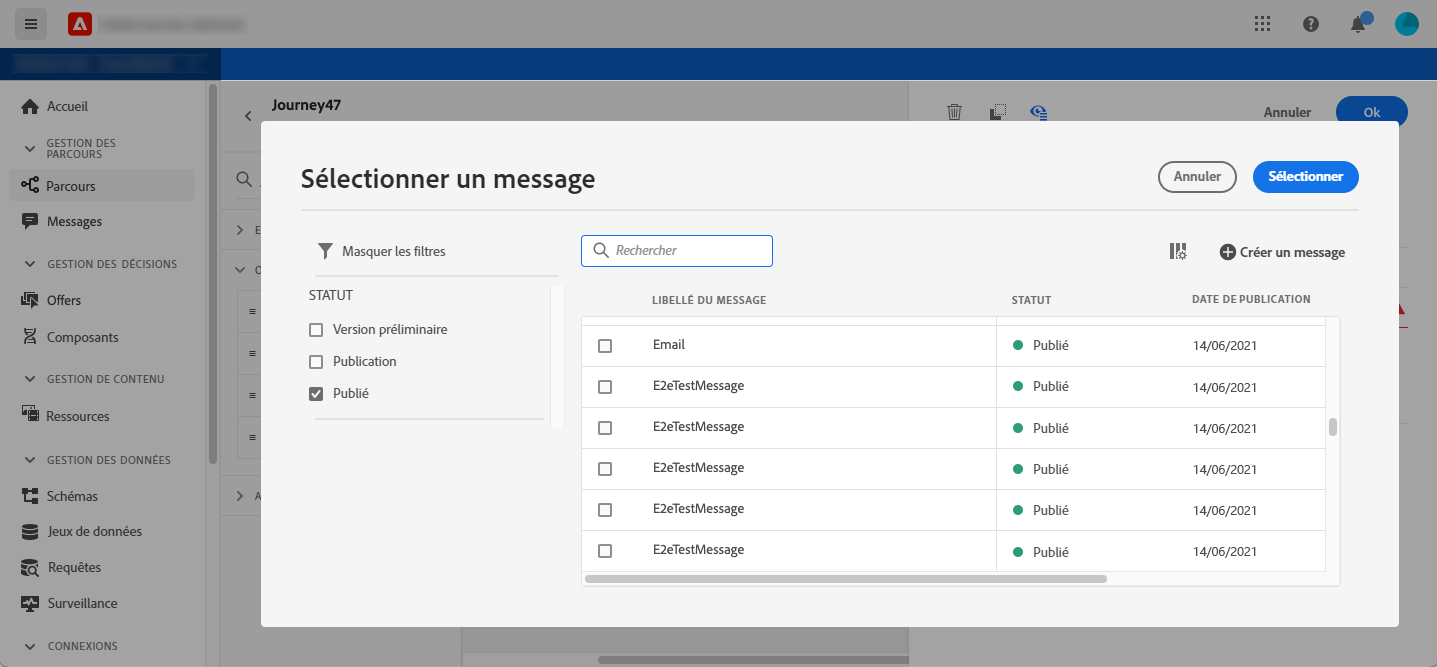 Accueil
GESTION DES
PARCOURS
Parcours
Messages
GESTION DES DÉCISIONS
Offers
Composants
GESTION DE CONTENU
Ressources
GESTION DES DONNÉES
Schémas
Jeux de données
Requêtes
Surveillance
CONNEXIONS
Journey47
Annuler
Ok
Sélectionner un message
Annuler
Sélectionner
Masquer les filtres
STATUT
Version préliminaire
Publication
Publié
Rechercher
Créer un message
LIBELLÉ DU MESSAGE STATUT DATE DE PUBLICATION
Email Publié 14/06/2021
E2eTestMessage Publié 14/06/2021
E2eTestMessage Publié 14/06/2021
E2eTestMessage Publié 14/06/2021
E2eTestMessage Publié 14/06/2021
E2eTestMessage Publié 14/06/2021